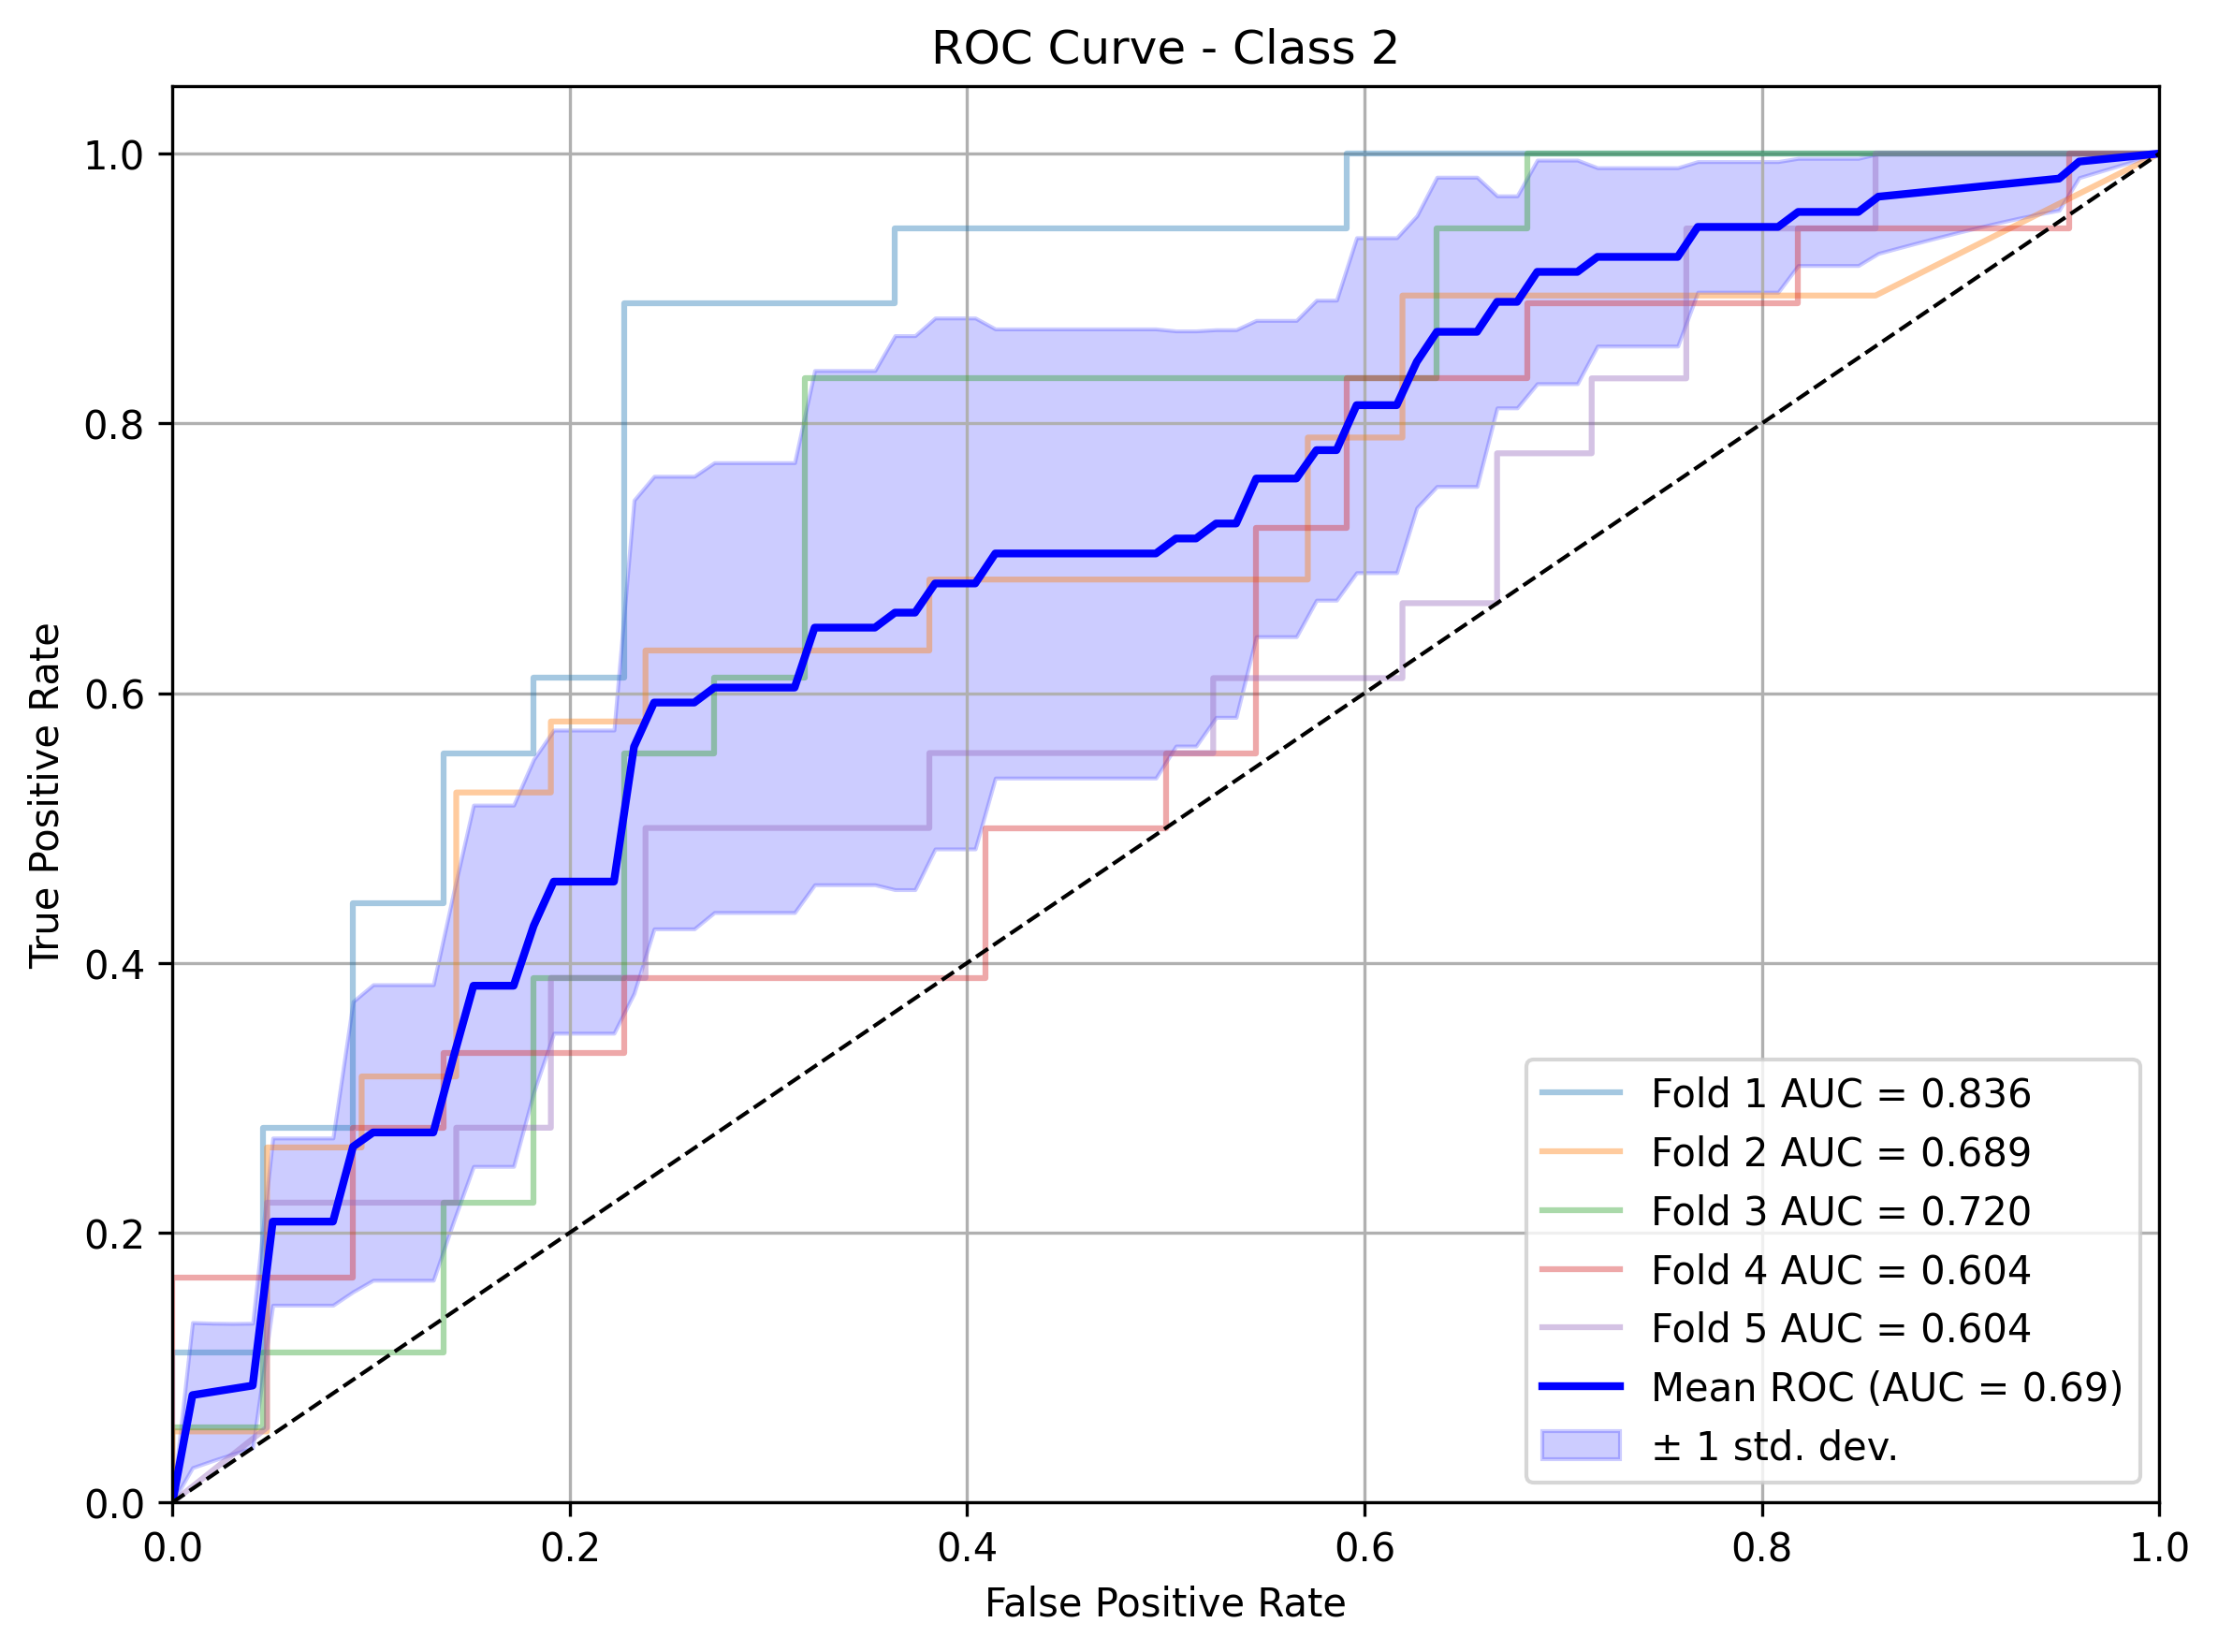 ROC Curve - Class 2
1.0
0.8
0.6
0.4
0.2
0.0
True Positive Rate
0.0 0.2 0.4 0.6 0.8 1.0
False Positive Rate
Fold 1 AUC = 0.836
Fold 2 AUC = 0.689
Fold 3 AUC = 0.720
Fold 4 AUC = 0.604
Fold 5 AUC = 0.604
Mean ROC (AUC = 0.69)
± 1 std. dev.